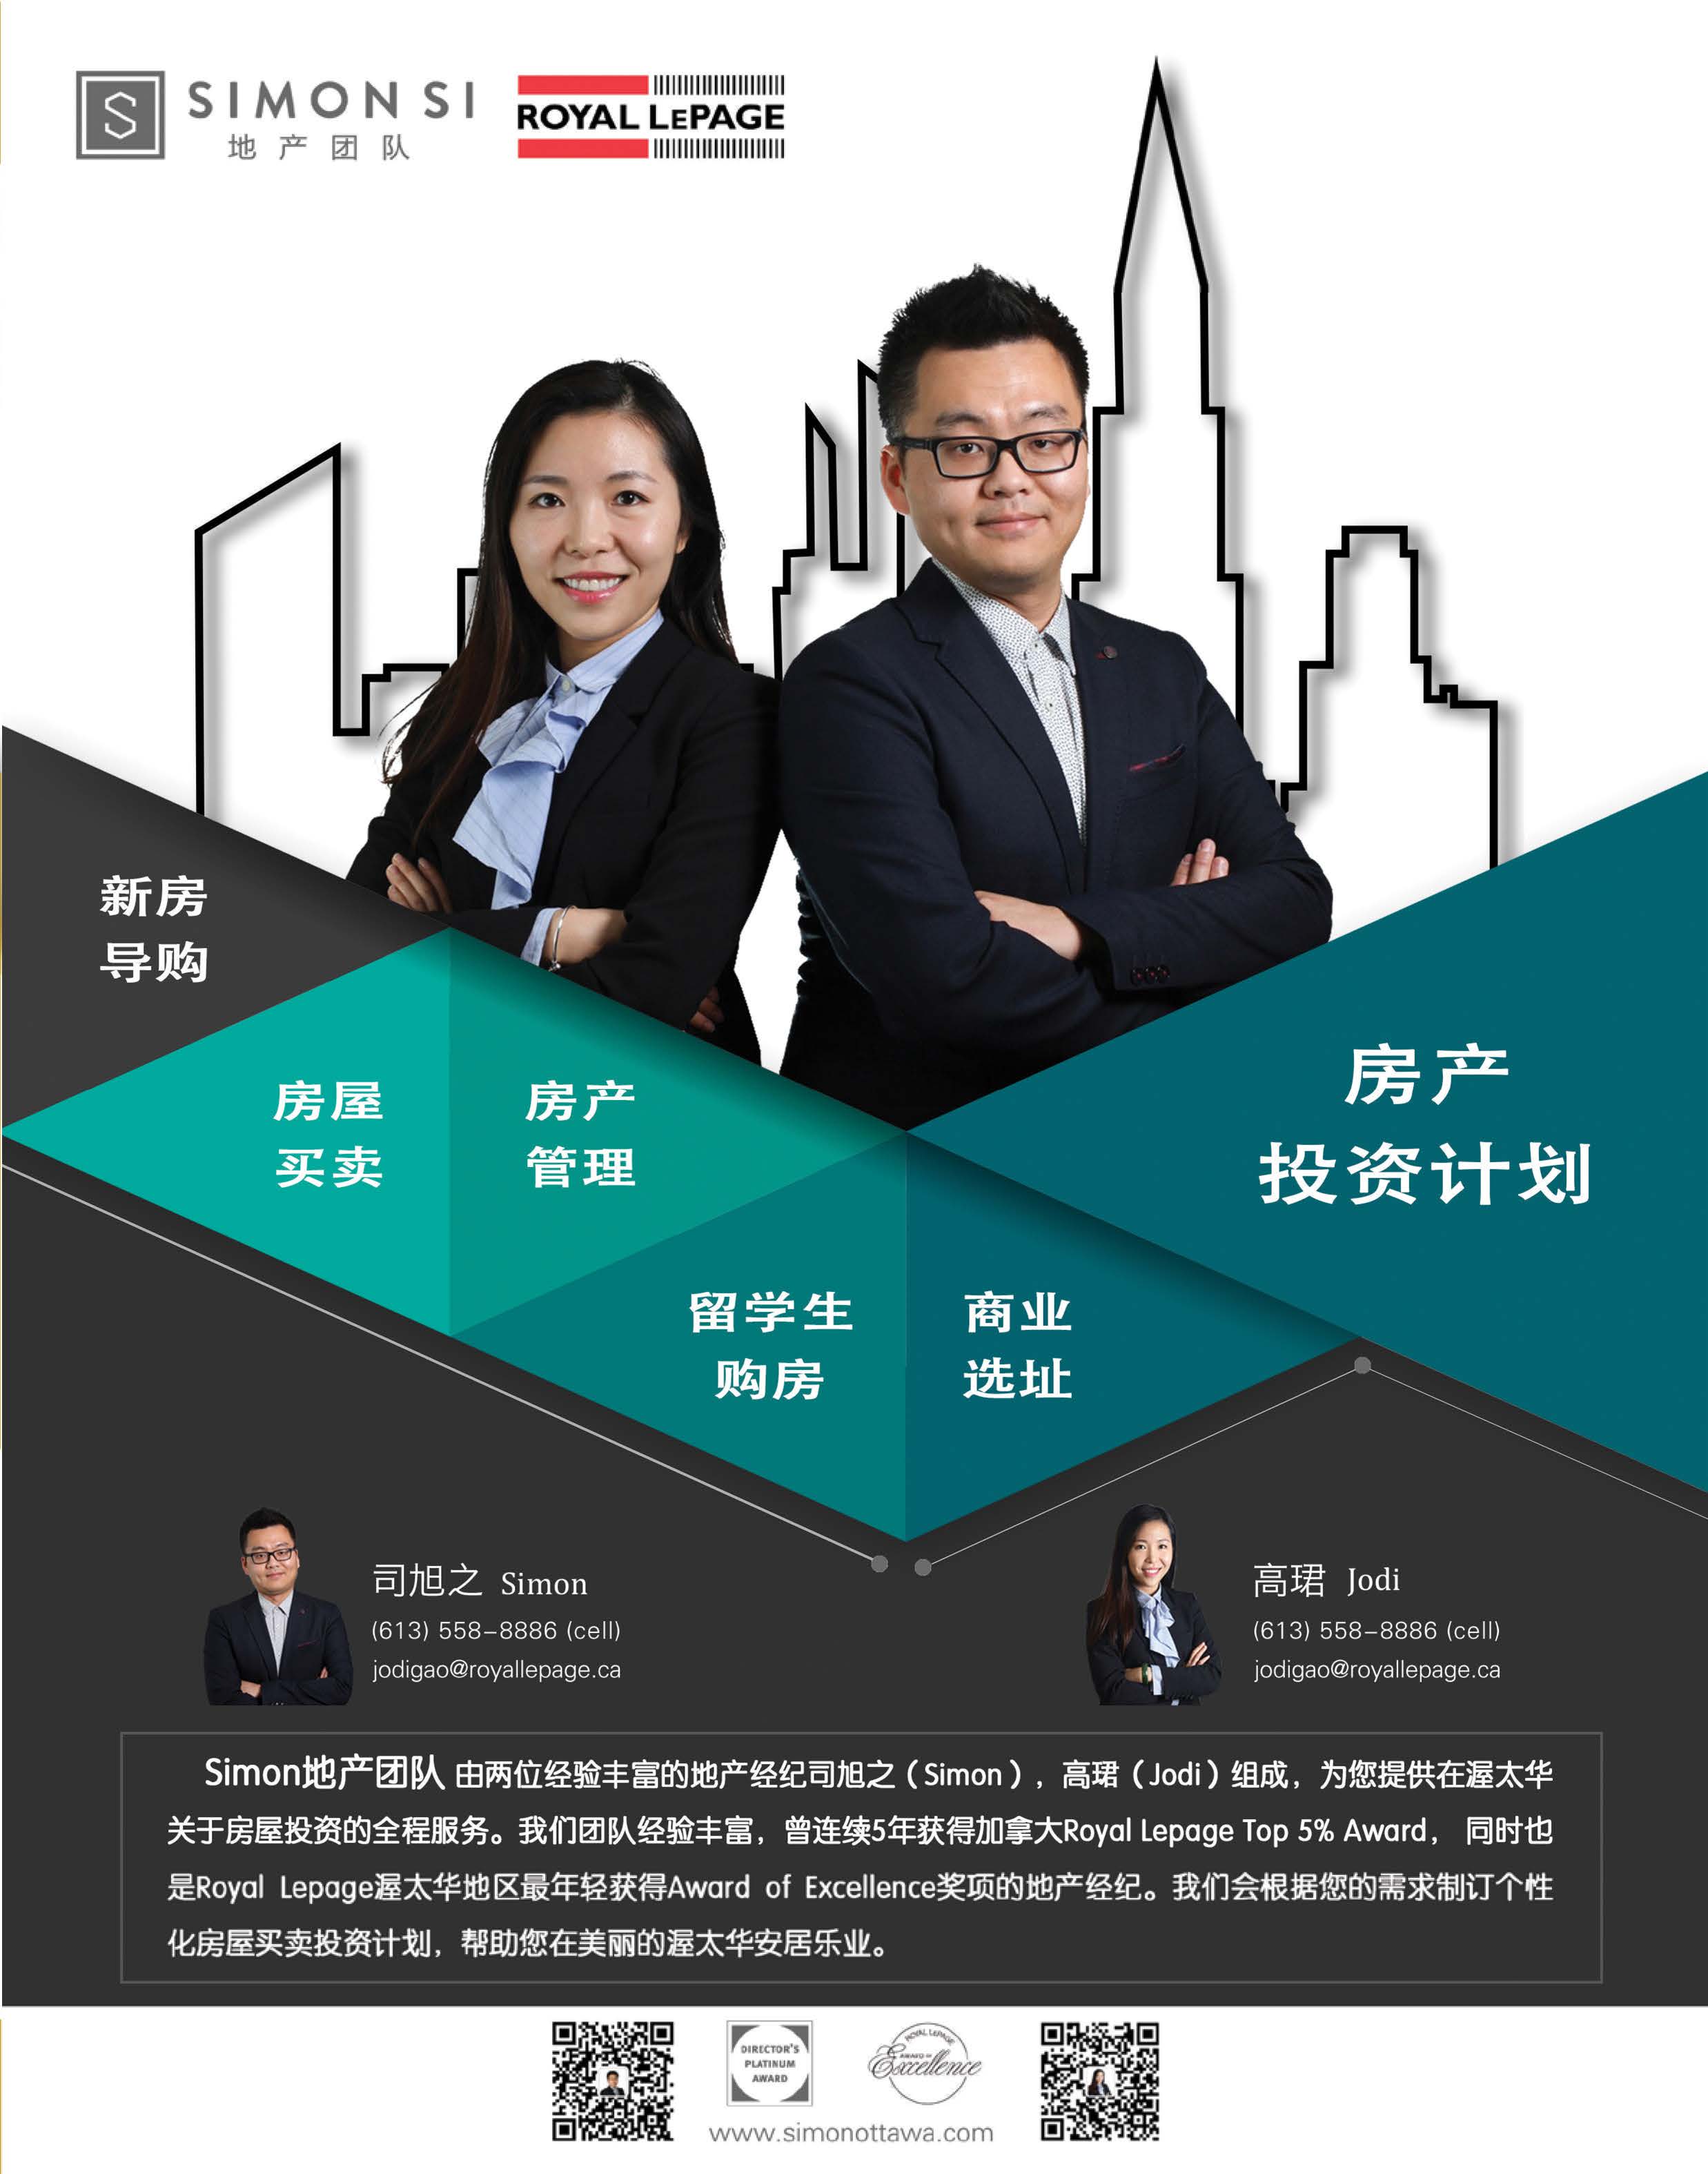 SIMON SI
地产团队
ROYAL LEPAGE
新房
导购
房屋
买卖
房产
管理
留学生
购房
商业
选址
房产
投资计划
司旭之 Simon
(613) 558-8886 (cell)
jodigao@royallepage.ca
高珺 Jodi
(613) 558-8886 (cell)
jodigao@royallepage.ca
Simon地产团队 由两位经验丰富的地产经纪司旭之（Simon），高珺（Jodi）组成，为您提供在渥太华
关于房屋投资的全程服务。我们团队经验丰富，曾连续5年获得加拿大Royal Lepage Top 5% Award， 同时也
是Royal Lepage渥太华地区最年轻获得Award of Excellence奖项的地产经纪。我们会根据您的需求制订个性
化房屋买卖投资计划，帮助您在美丽的渥太华安居乐业。
DIRECTOR'S
PLATINUM
AWARD
ROYAL LEPAGE
AWARD OF
Excellence
www.simonottawa.com